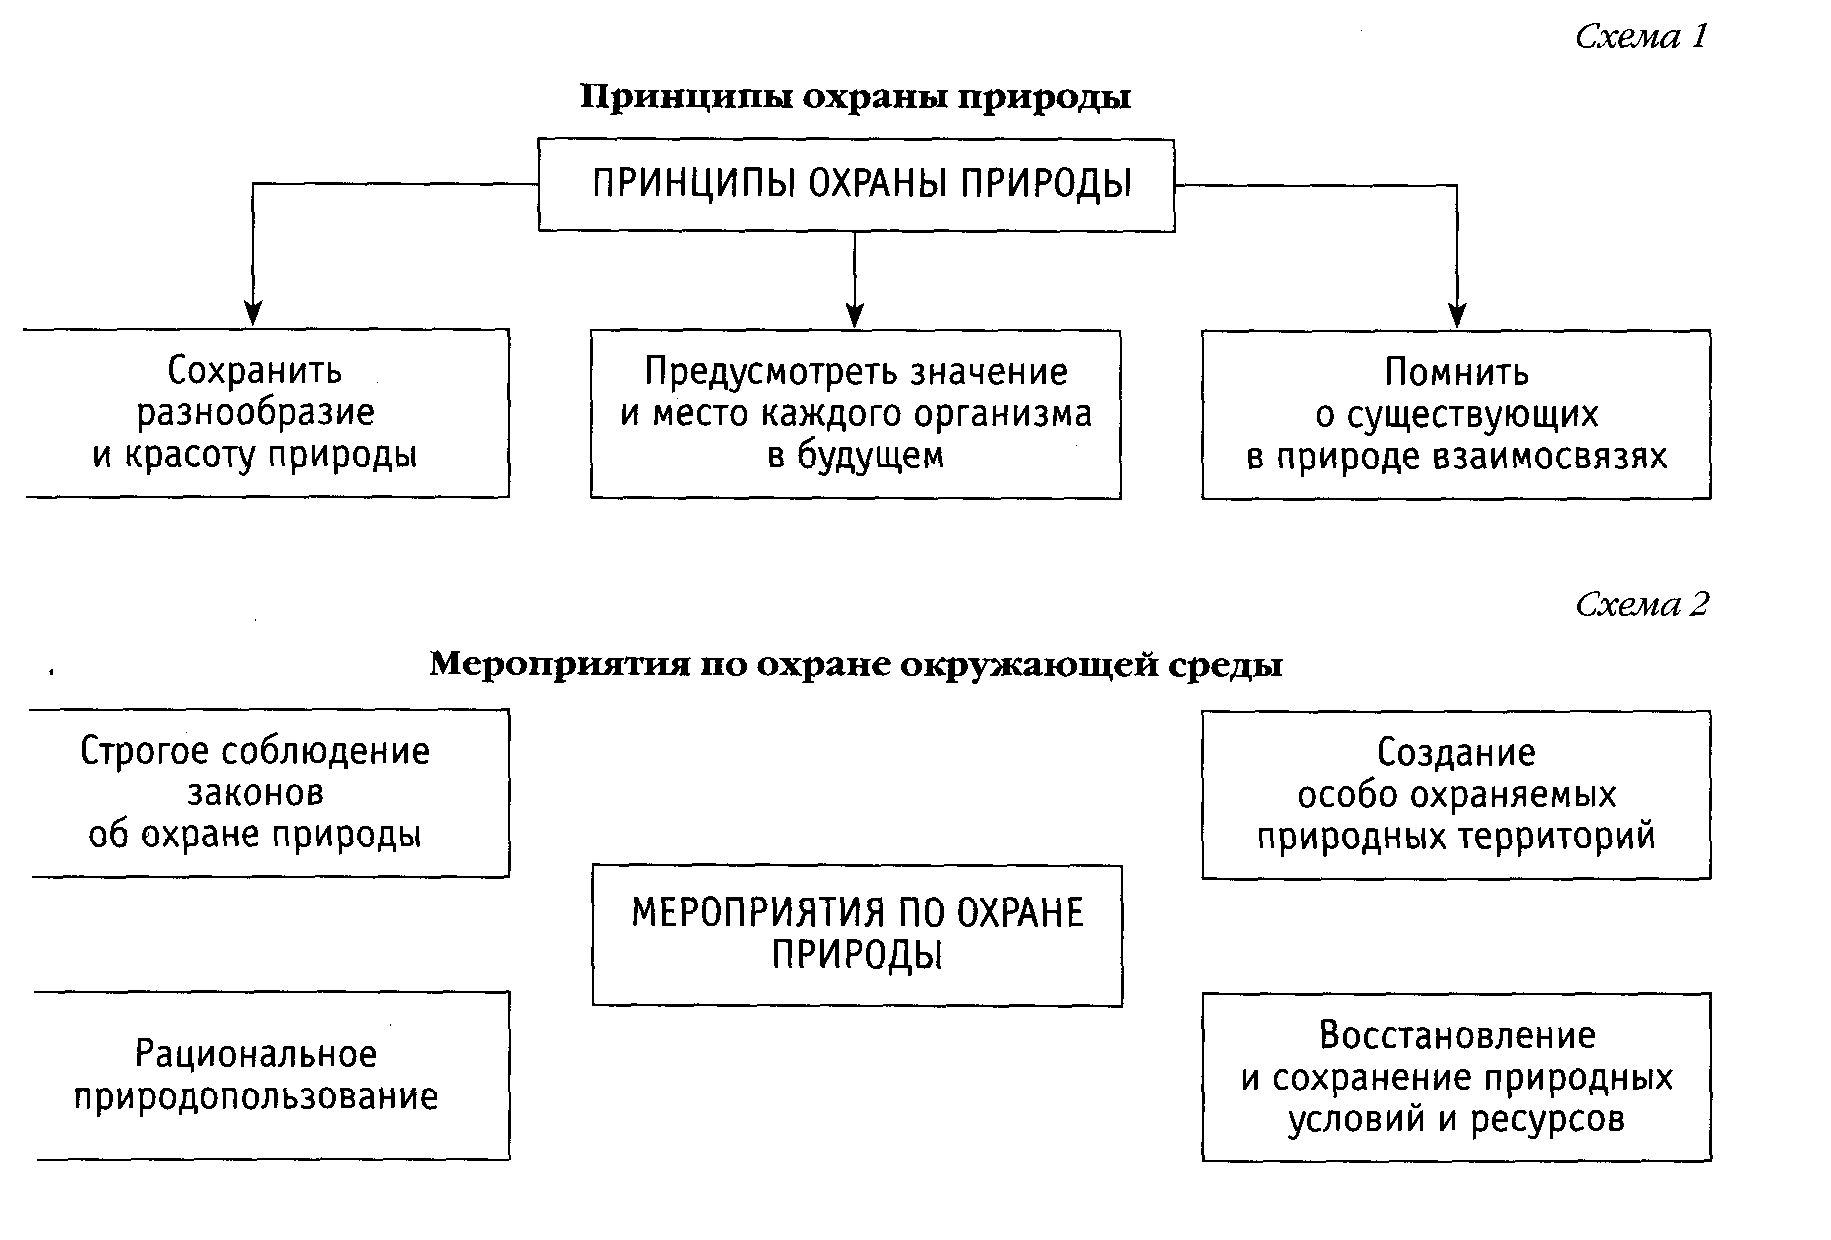 Схема 1
Принципы охраны природы
ПРИНЦИПЫ ОХРАНЫ ПРИРОДЫ
Сохранить
разнообразие
и красоту природы
Предусмотреть значение
и место каждого организма
в будущем
Помнить
о существующих
в природе взаимосвязях
Схема 2
Мероприятия по охране окружающей среды
Строгое соблюдение
законов
об охране природы
Создание
особо охраняемых
природных территорий
МЕРОПРИЯТИЯ ПО ОХРАНЕ
ПРИРОДЫ
Рациональное
природопользование
Восстановление
и сохранение природных
условий и ресурсов